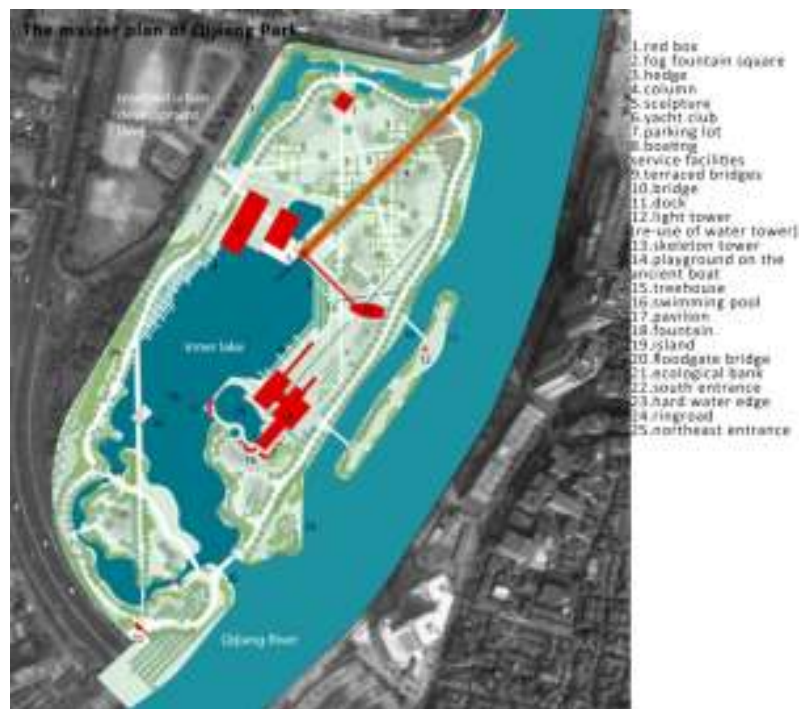 The master plan of Qijiang Park
1.red box
2.fog fountain square
3.hedge
4.column
5.sculpture
6.yacht club
7.parking lot
8.boating
service facilities
9.terraced bridges
10.bridge
11.dock
12.light tower
(re-use of water tower)
13.skeleton tower
14.playground on the
ancient boat
15.treehouse
16.swimming pool
17.pavilion
18.fountain
19.island
20.floodgate bridge
21.ecological bank
22.south entrance
23.hard water edge
24.ringroad
25.northeast entrance
development
Inner lake
Qijiang River